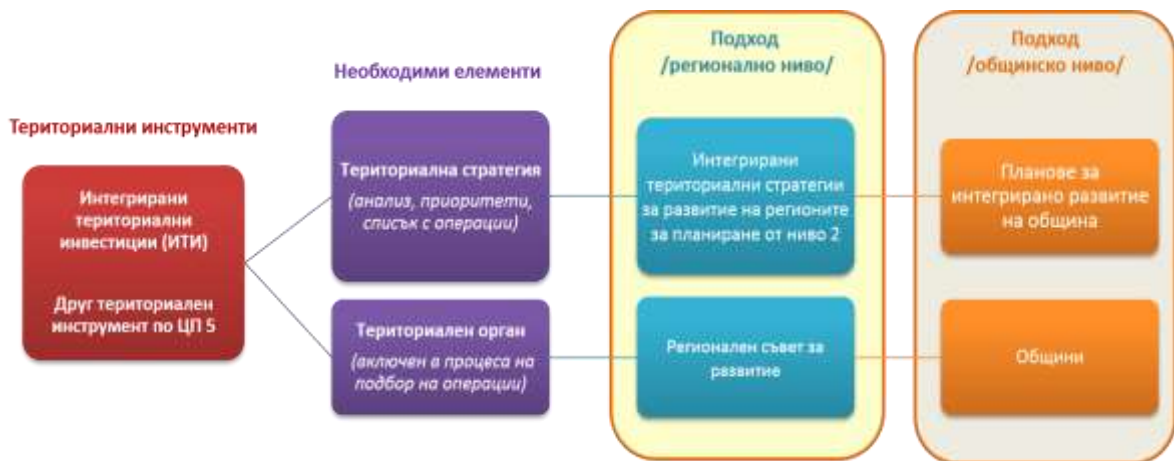 Териториални инструменти
Интегрирани
териториални
инвестиции (ИТИ)
Друг териториален
инструмент по ЦП 5
Необходими елементи
Териториална стратегия
(анализ, приоритети,
списък с операции)
Териториален орган
(включен в процеса на
подбор на операции)
Подход
/регионално ниво/
Интегрирани
териториални стратегии
за развитие на регионите
за планиране от ниво 2
Регионален съвет за
развитие
Подход
/общинско ниво/
Планове за
интегрирано развитие
на община
Общини